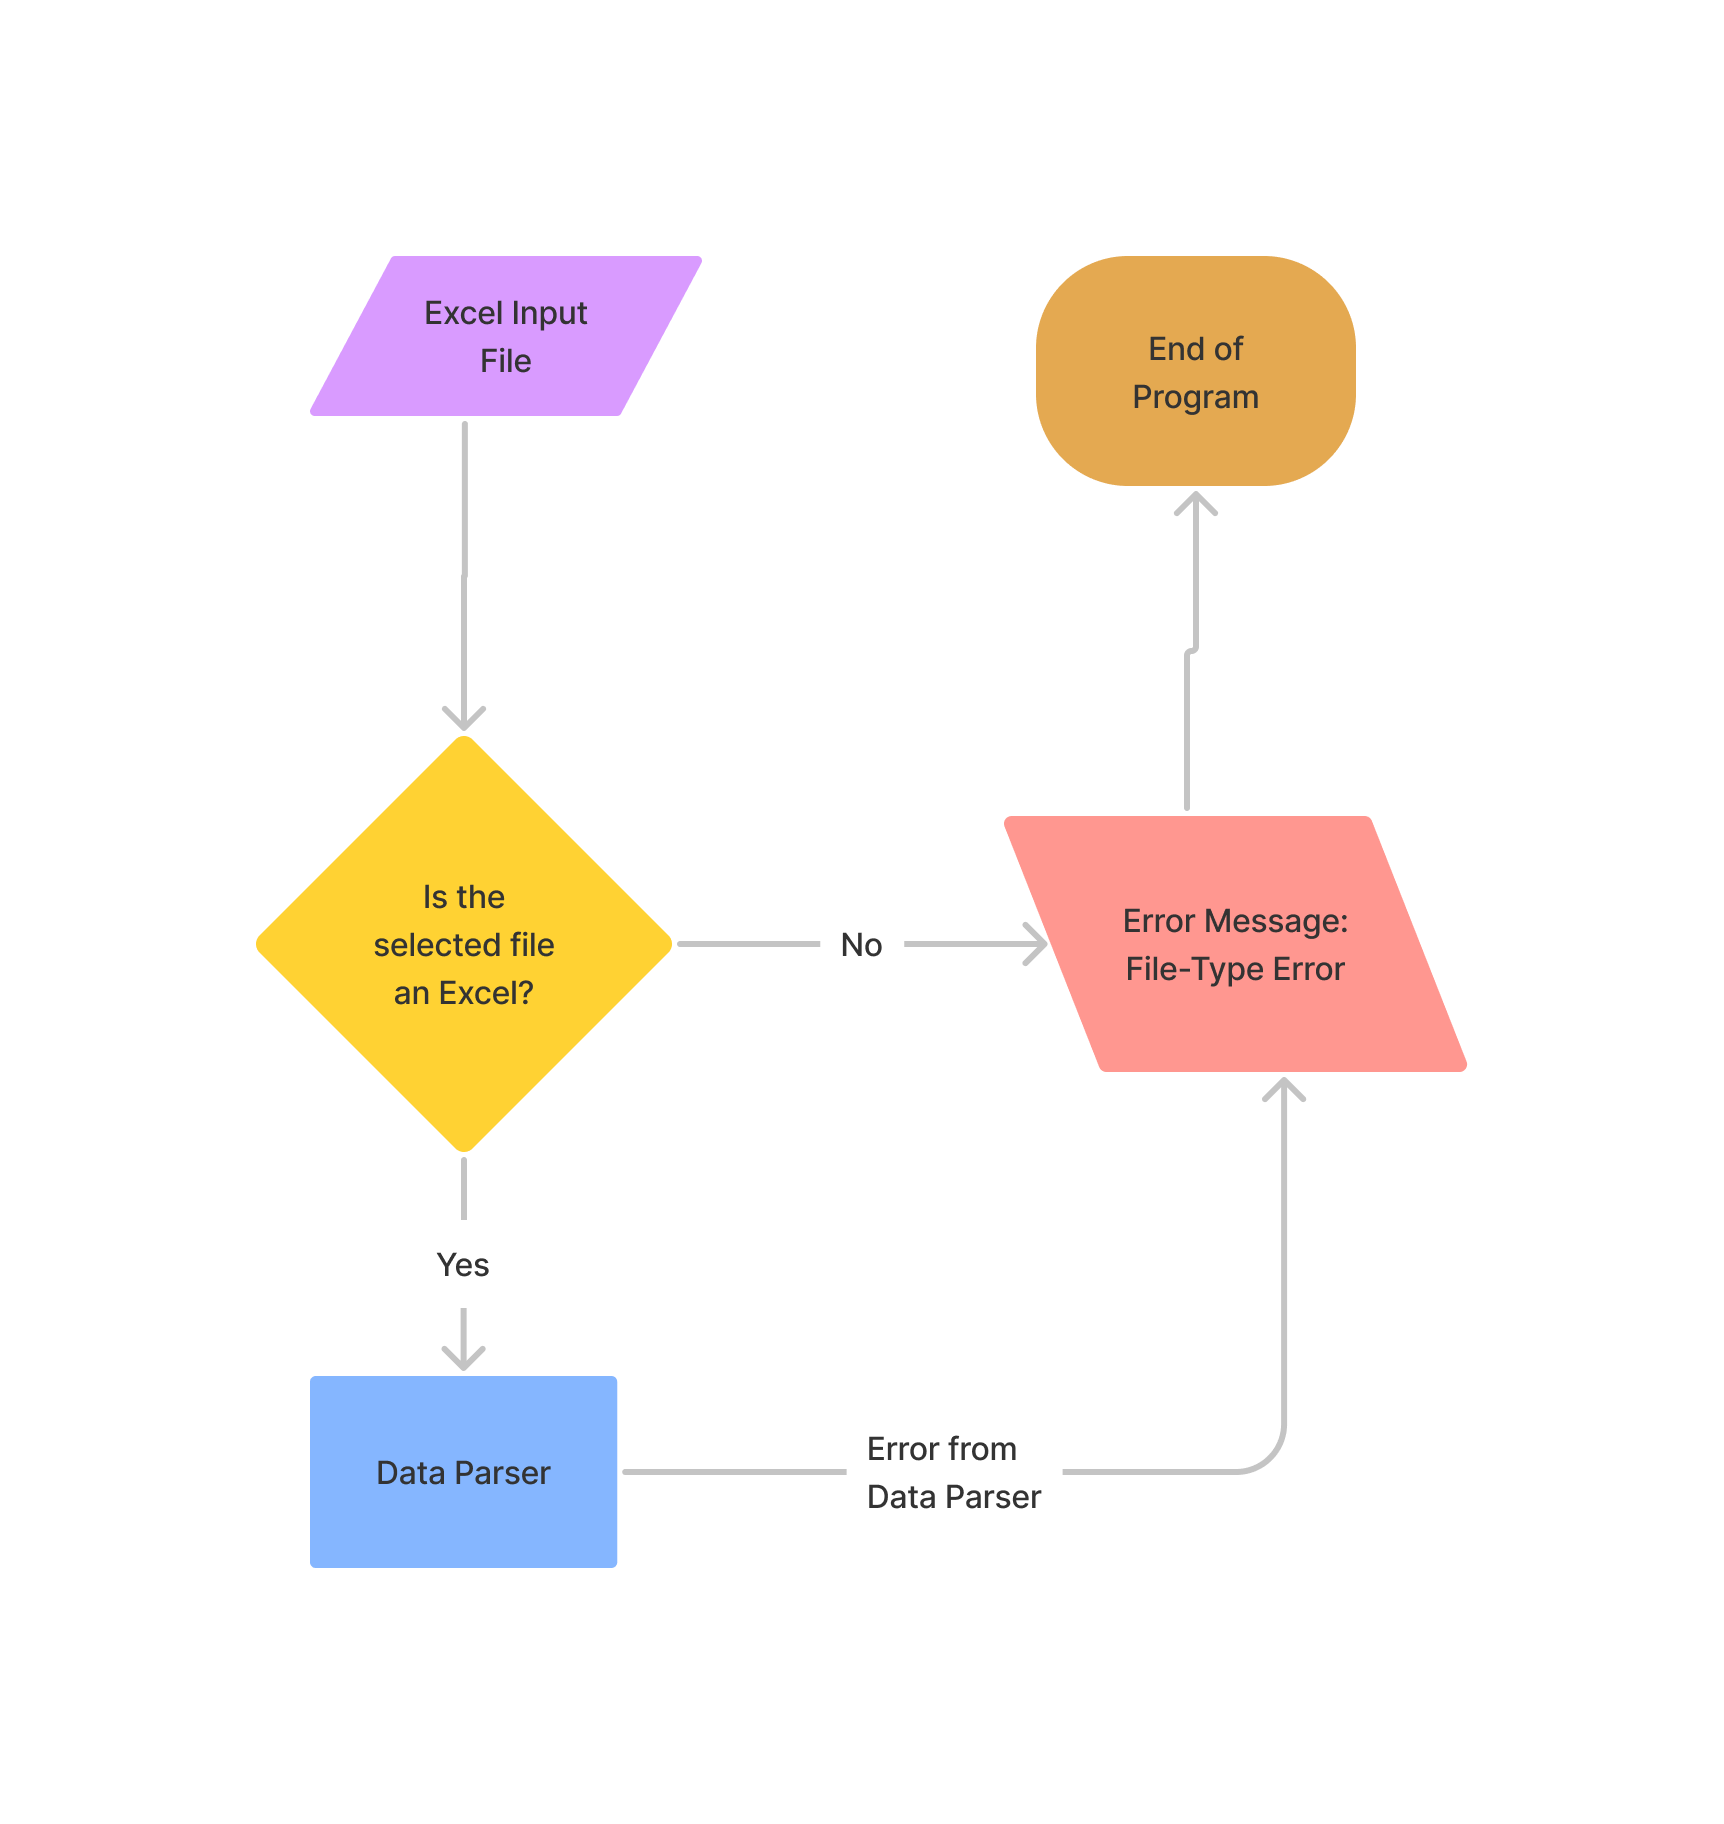 Excel Input
File
End of
Program
Is the
selected file
an Excel?
No
Error Message:
File-Type Error
Yes
Data Parser
Error from
Data Parser